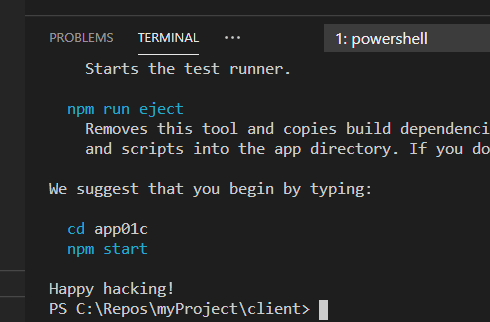 PROBLEMS TERMINAL ... 1: powershell
Starts the test runner.
npm run eject
Removes this tool and copies build dependenci
and scripts into the app directory. If you do
We suggest that you begin by typing:
cd app01c
npm start
Happy hacking!
PS C:\Repos\myProject\client>